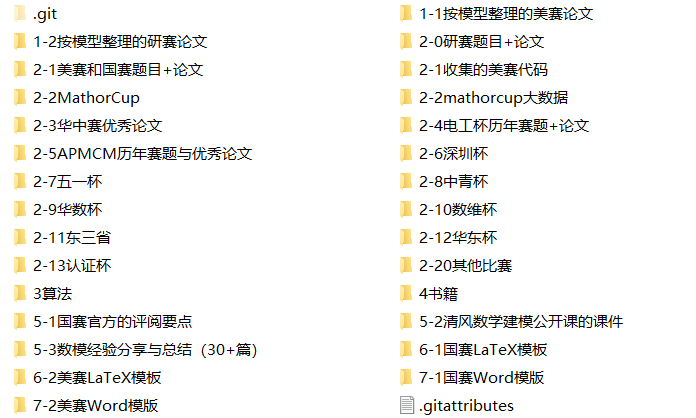 .git
1-1按模型整理的美赛论文
1-2按模型整理的研赛论文
2-0研赛题目+论文
2-1美赛和国赛题目+论文
2-1收集的美赛代码
2-2MathorCup
2-2mathorcup大数据
2-3华中赛优秀论文
2-4电工杯历年赛题+论文
2-5APMCM历年赛题与优秀论文
2-6深圳杯
2-7五一杯
2-8中青杯
2-9华数杯
2-10数维杯
2-11东三省
2-12华东杯
2-13认证杯
2-20其他比赛
3算法
4书籍
5-1国赛官方的评阅要点
5-2清风数学建模公开课的课件
5-3数模经验分享与总结（30+篇）
6-1国赛LaTeX模板
6-2美赛LaTeX模板
7-1国赛Word模版
7-2美赛Word模版
.gitattributes